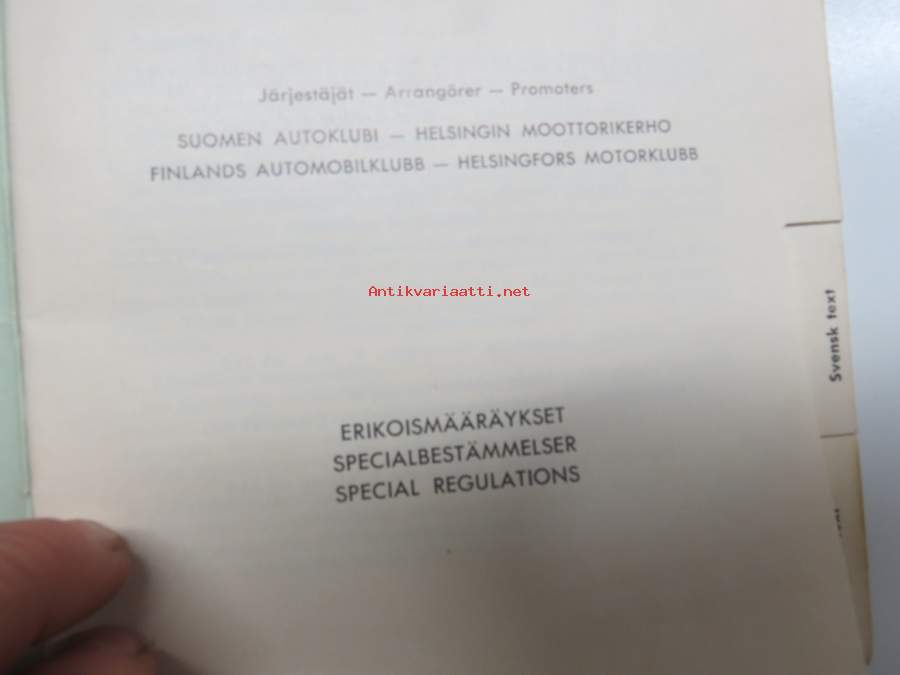 Järjestäjät — Arrangörer — Promoters
SUOMEN AUTOKLUBI — HELSINGIN MOOTTORIKERHO
FINLANDS AUTOMOBILKLUBB — HELSINGFORS MOTORKLUBB
Antikvariaatti.net
Svensk text
ERIKOISMÄÄRÄYKSET
SPECIALBESTÄMMELSER
SPECIAL REGULATIONS